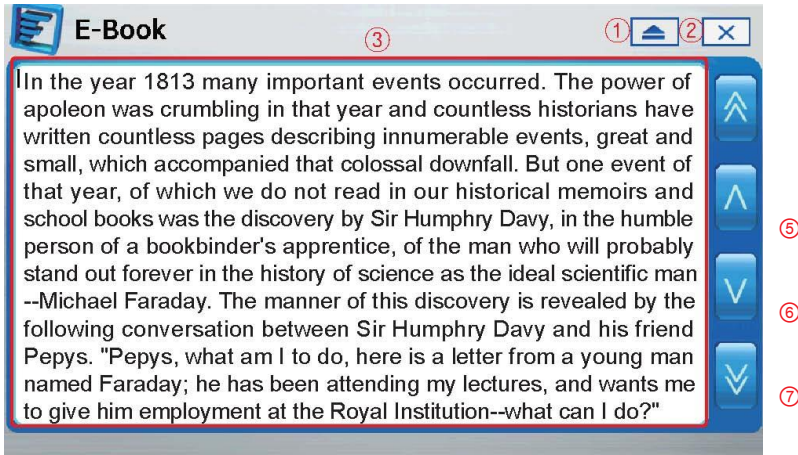 E-Book
③
①
②
In the year 1813 many important events occurred. The power of
apoleon was crumbling in that year and countless historians have
written countless pages describing innumerable events, great and
small, which accompanied that colossal downfall. But one event of
that year, of which we do not read in our historical memoirs and
school books was the discovery by Sir Humphry Davy, in the humble
person of a bookbinder's apprentice, of the man who will probably
stand out forever in the history of science as the ideal scientific man
--Michael Faraday. The manner of this discovery is revealed by the
following conversation between Sir Humphry Davy and his friend
Pepys. "Pepys, what am I to do, here is a letter from a young man
named Faraday; he has been attending my lectures, and wants me
to give him employment at the Royal Institution--what can I do?"
⑤
⑥
⑦